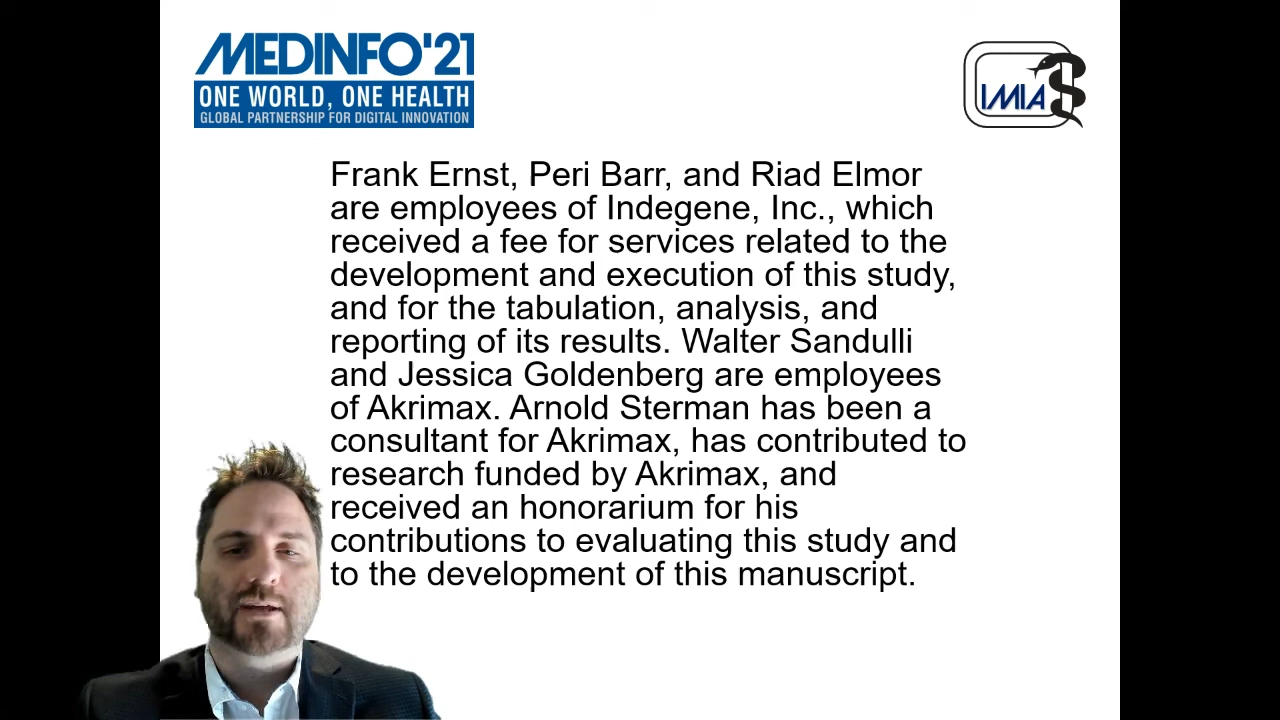 MEDINFO'21
ONE WORLD, ONE HEALTH
GLOBAL PARTNERSHIP FOR DIGITAL INNOVATION
IMIA
Frank Ernst, Peri Barr, and Riad Elmor
are employees of Indegene, Inc., which
received a fee for services related to the
development and execution of this study,
and for the tabulation, analysis, and
reporting of its results. Walter Sandulli
and Jessica Goldenberg are employees
of Akrimax. Arnold Sterman has been a
consultant for Akrimax, has contributed to
research funded by Akrimax, and
received an honorarium for his
contributions to evaluating this study and
to the development of this manuscript.